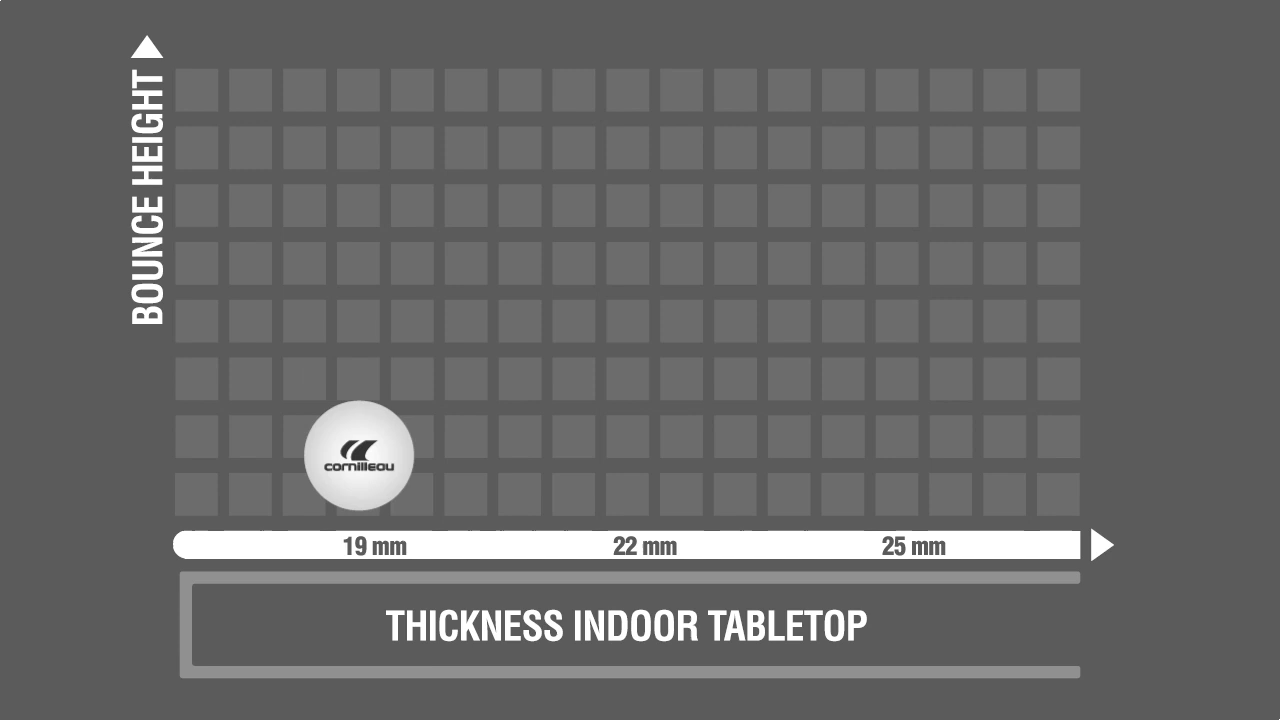 BOUNCE HEIGHT
cornilleau
19 mm
22 mm
25 mm
THICKNESS INDOOR TABLETOP